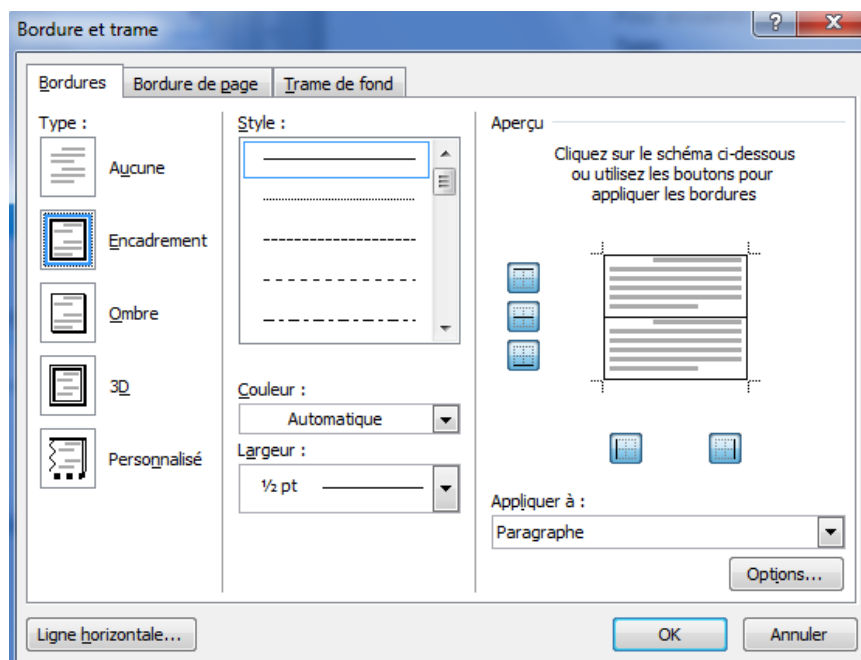 Bordure et trame
?
X
Bordures
Bordure de page
Trame de fond
Type :
Aucune
Encadrement
Ombre
3D
Personnalisé
Style :
Couleur :
Automatique
Largeur :
½ pt
Aperçu
Cliquez sur le schéma ci-dessous
ou utilisez les boutons pour
appliquer les bordures
Appliquer à :
Paragraphe
Options...
Ligne horizontale...
OK
Annuler